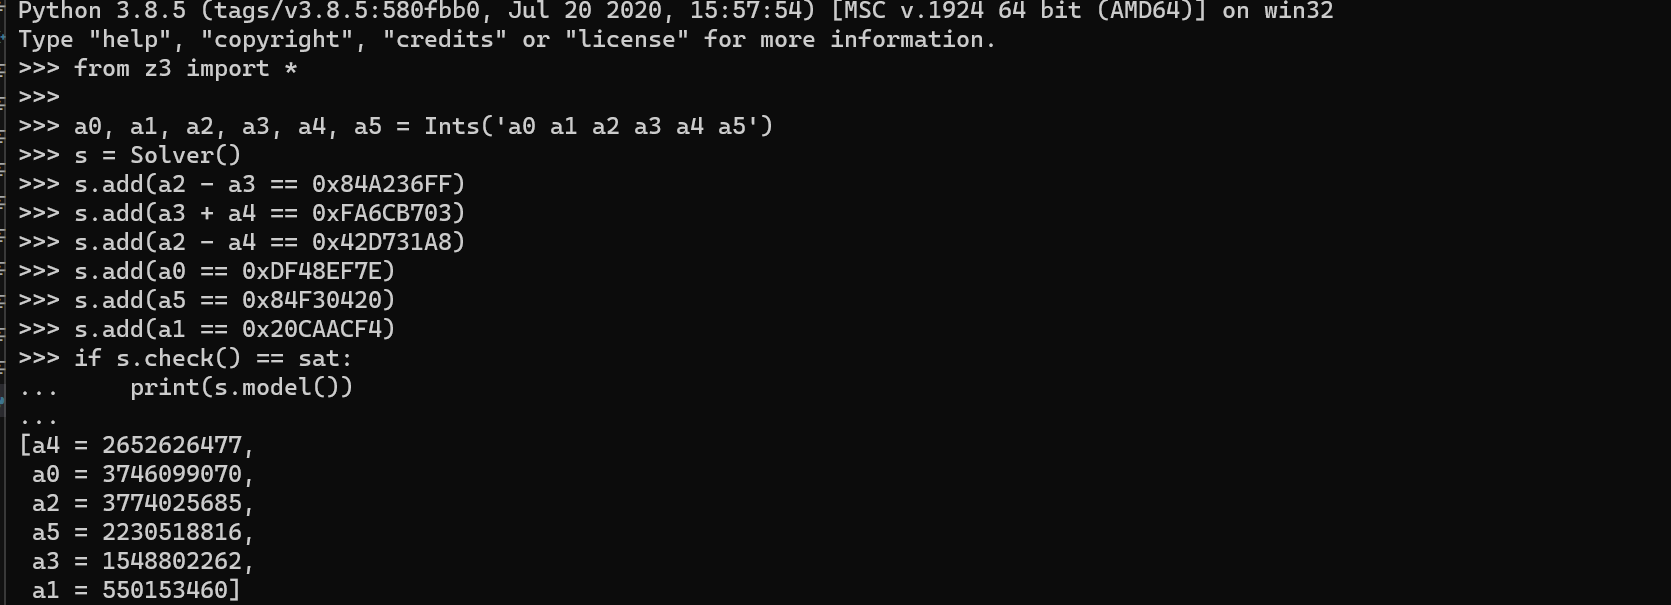 Python 3.8.5 (tags/v3.8.5:580fbb0, Jul 20 2020, 15:57:54) [MSC v.1924 64 bit (AMD64)] on win32
Type "help", "copyright", "credits" or "license" for more information.
>>> from z3 import *
>>>
>>> a0, a1, a2, a3, a4, a5 = Ints('a0 a1 a2 a3 a4 a5')
>>> s = Solver()
>>> s.add(a2 - a3 == 0x84A236FF)
>>> s.add(a3 + a4 == 0xFA6CB703)
>>> s.add(a2 - a4 == 0x42D731A8)
>>> s.add(a0 == 0xDF48EF7E)
>>> s.add(a5 == 0x84F30420)
>>> s.add(a1 == 0x20CAACF4)
>>> if s.check() == sat:
...     print(s.model())
...
[a4 = 2652626477,
 a0 = 3746099070,
 a2 = 3774025685,
 a5 = 2230518816,
 a3 = 1548802262,
 a1 = 550153460]